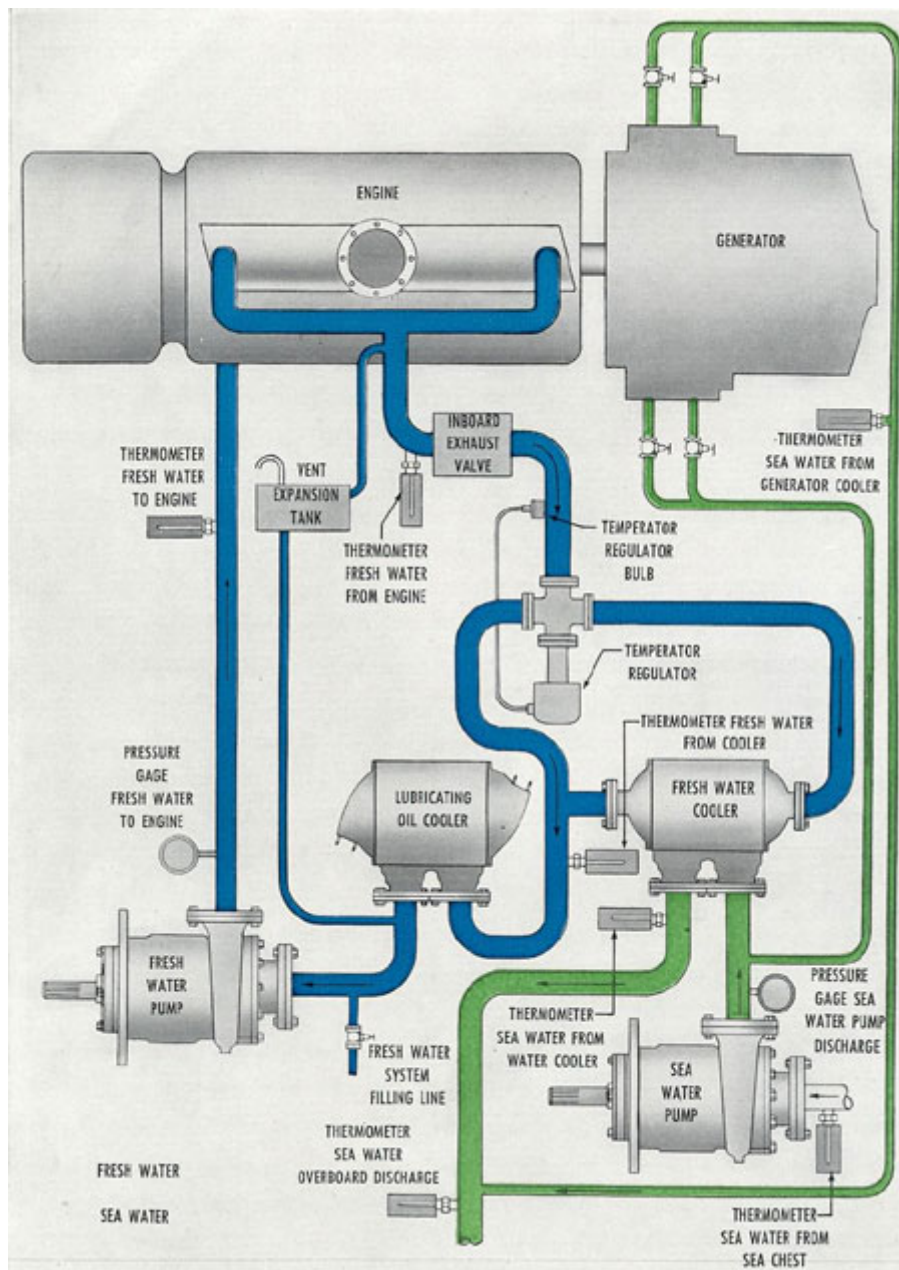 ENGINE
GENERATOR
INBOARD
EXHAUST
VALVE
THERMOMETER
SEA WATER FROM
GENERATOR COOLER
THERMOMETER
FRESH WATER
TO ENGINE
VENT
EXPANSION
TANK
THERMOMETER
FRESH WATER
FROM ENGINE
TEMPERATOR
REGULATOR
BULB
TEMPERATOR
REGULATOR
THERMOMETER FRESH WATER
FROM COOLER
PRESSURE
GAGE
FRESH WATER
TO ENGINE
LUBRICATING
OIL COOLER
FRESH WATER
COOLER
FRESH
WATER
PUMP
FRESH WATER
SYSTEM
FILLING LINE
THERMOMETER
SEA WATER FROM
WATER COOLER
PRESSURE
GAGE SEA
WATER PUMP
DISCHARGE
SEA
WATER
PUMP
THERMOMETER
SEA WATER
OVERBOARD DISCHARGE
FRESH WATER
SEA WATER
THERMOMETER
SEA WATER FROM
SEA CHEST